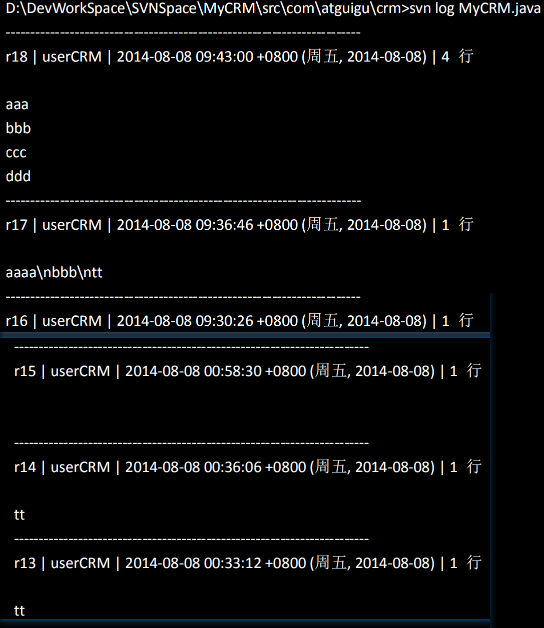 D:\DevWorkSpace\SVNSpace\MyCRM\src\com\atguigu\crm>svn log MyCRM.java
------------------------------------------------------------------------
r18 | userCRM | 2014-08-08 09:43:00 +0800 (周五, 2014-08-08) | 4 行
aaa
bbb
ccc
ddd
------------------------------------------------------------------------
r17 | userCRM | 2014-08-08 09:36:46 +0800 (周五, 2014-08-08) | 1 行
aaaa\nbbb\ntt
------------------------------------------------------------------------
r16 | userCRM | 2014-08-08 09:30:26 +0800 (周五, 2014-08-08) | 1 行
------------------------------------------------------------------------
r15 | userCRM | 2014-08-08 00:58:30 +0800 (周五, 2014-08-08) | 1 行
------------------------------------------------------------------------
r14 | userCRM | 2014-08-08 00:36:06 +0800 (周五, 2014-08-08) | 1 行
tt
------------------------------------------------------------------------
r13 | userCRM | 2014-08-08 00:33:12 +0800 (周五, 2014-08-08) | 1 行
tt